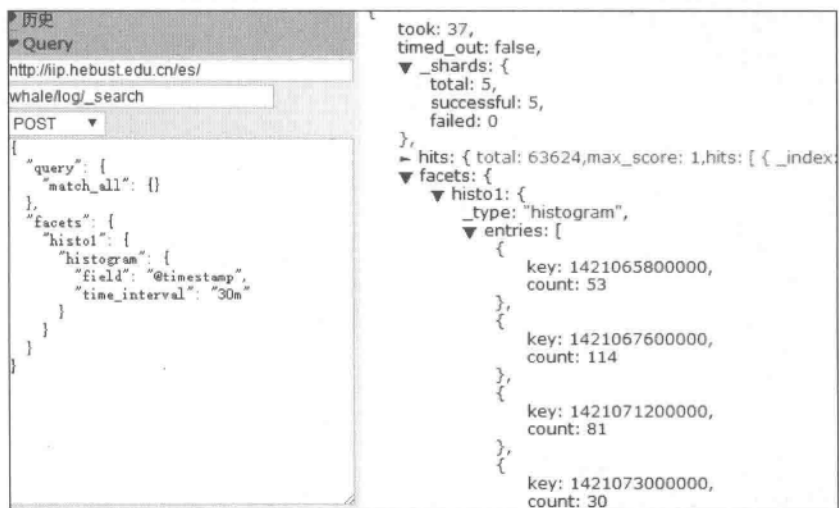 历史
Query
http://iip.hebust.edu.cn/es/
whale/log/_search
POST
{
"query": {
"match_all": {}
},
"facets": {
"histo1": {
"histogram": {
"field": "@timestamp",
"time_interval": "30m"
}
}
}
}
{
took: 37,
timed_out: false,
▼ _shards: {
total: 5,
successful: 5,
failed: 0
},
► hits: { total: 63624,max_score: 1,hits: [ { _index:
▼ facets: {
▼ histo1: {
_type: "histogram",
▼ entries: [
{
key: 1421065800000,
count: 53
},
{
key: 1421067600000,
count: 114
},
{
key: 1421071200000,
count: 81
},
{
key: 1421073000000,
count: 30